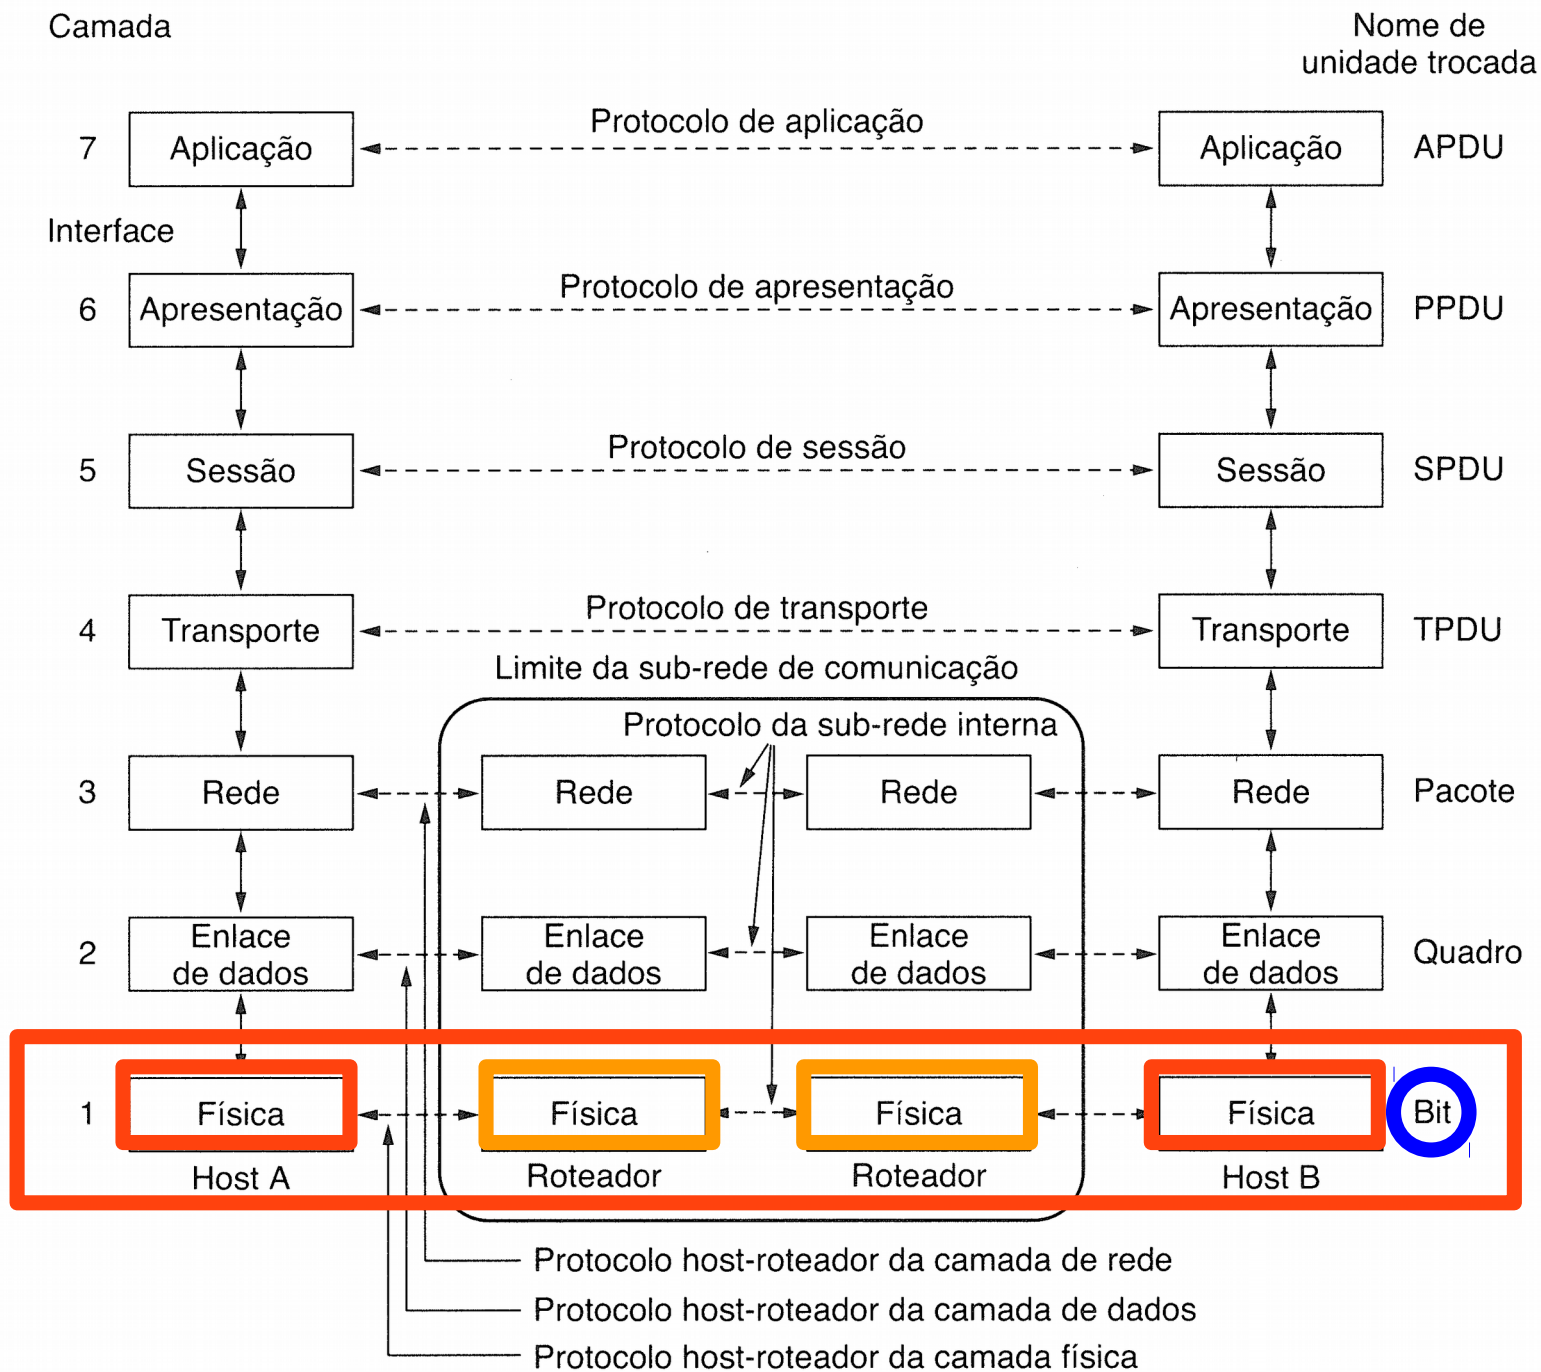 Camada
Nome de
unidade trocada
7
Aplicação
Protocolo de aplicação
Aplicação
APDU
Interface
6
Apresentação
Protocolo de apresentação
Apresentação
PPDU
5
Sessão
Protocolo de sessão
Sessão
SPDU
4
Transporte
Protocolo de transporte
Transporte
TPDU
Limite da sub-rede de comunicação
Protocolo da sub-rede interna
3
Rede
Rede
Rede
Rede
Pacote
2
Enlace
de dados
Enlace
de dados
Enlace
de dados
Enlace
de dados
Quadro
1
Física
Física
Física
Física
Bit
Host A
Roteador
Roteador
Host B
Protocolo host-roteador da camada de rede
Protocolo host-roteador da camada de dados
Protocolo host-roteador da camada física